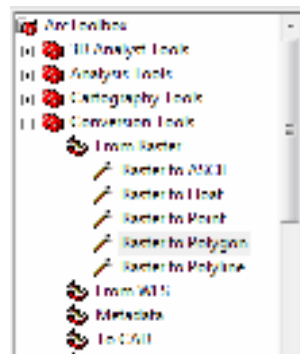 ArcToolbox
3D Analyst Tools
Analysis Tools
Cartography Tools
Conversion Tools
From Raster
Raster to ASCII
Raster to Float
Raster to Point
Raster to Polygon
Raster to Polyline
From WFS
Metadata
To CAD